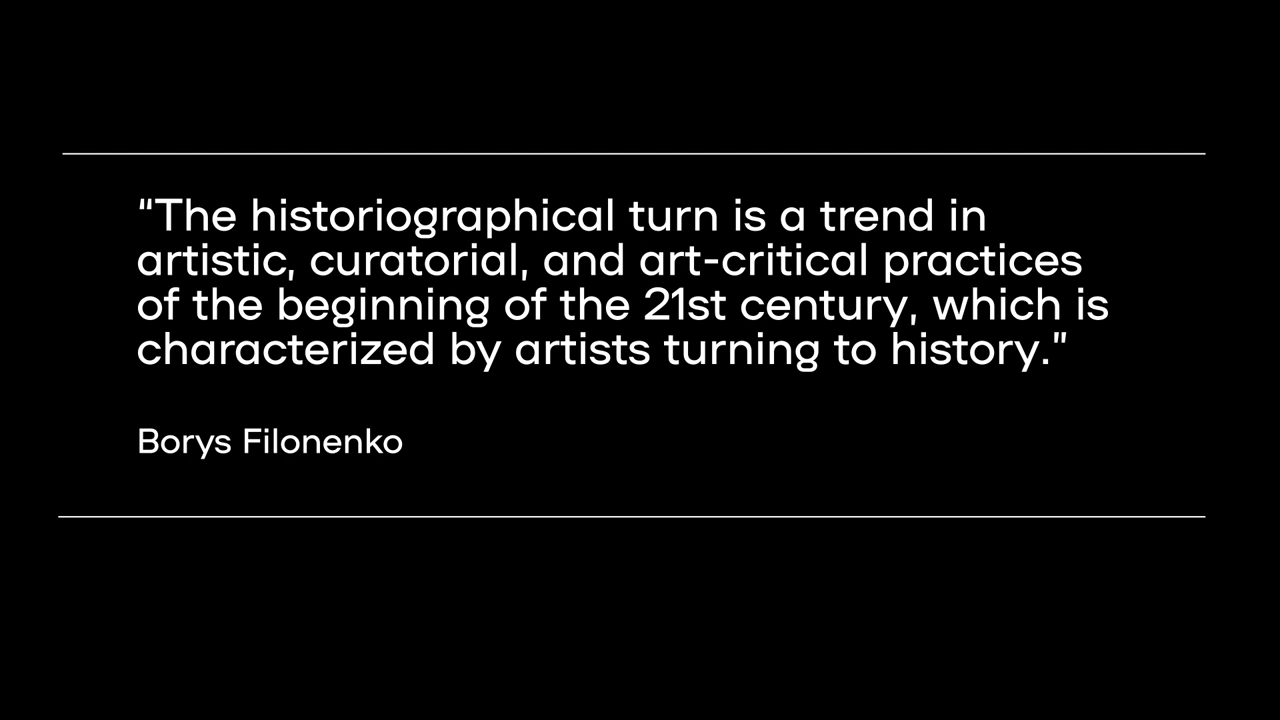 “The historiographical turn is a trend in
artistic, curatorial, and art-critical practices
of the beginning of the 21st century, which is
characterized by artists turning to history.”
Borys Filonenko